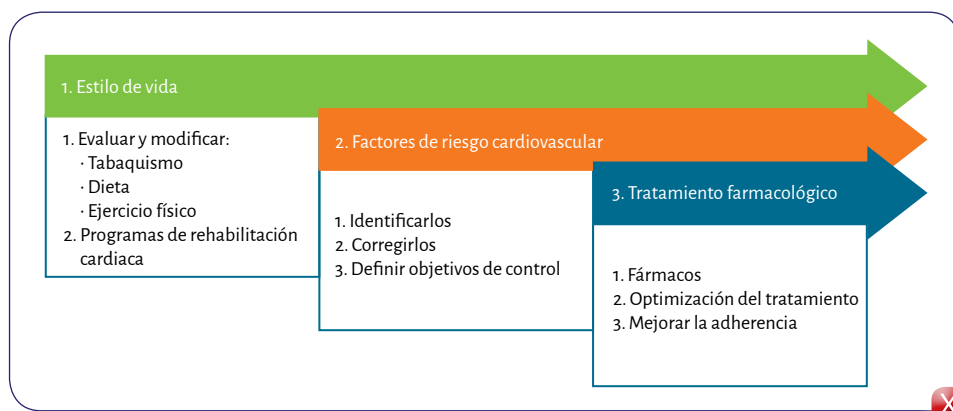 1. Estilo de vida
1. Evaluar y modificar:
· Tabaquismo
· Dieta
· Ejercicio físico
2. Programas de rehabilitación
cardiaca
2. Factores de riesgo cardiovascular
1. Identificarlos
2. Corregirlos
3. Definir objetivos de control
3. Tratamiento farmacológico
1. Fármacos
2. Optimización del tratamiento
3. Mejorar la adherencia
X